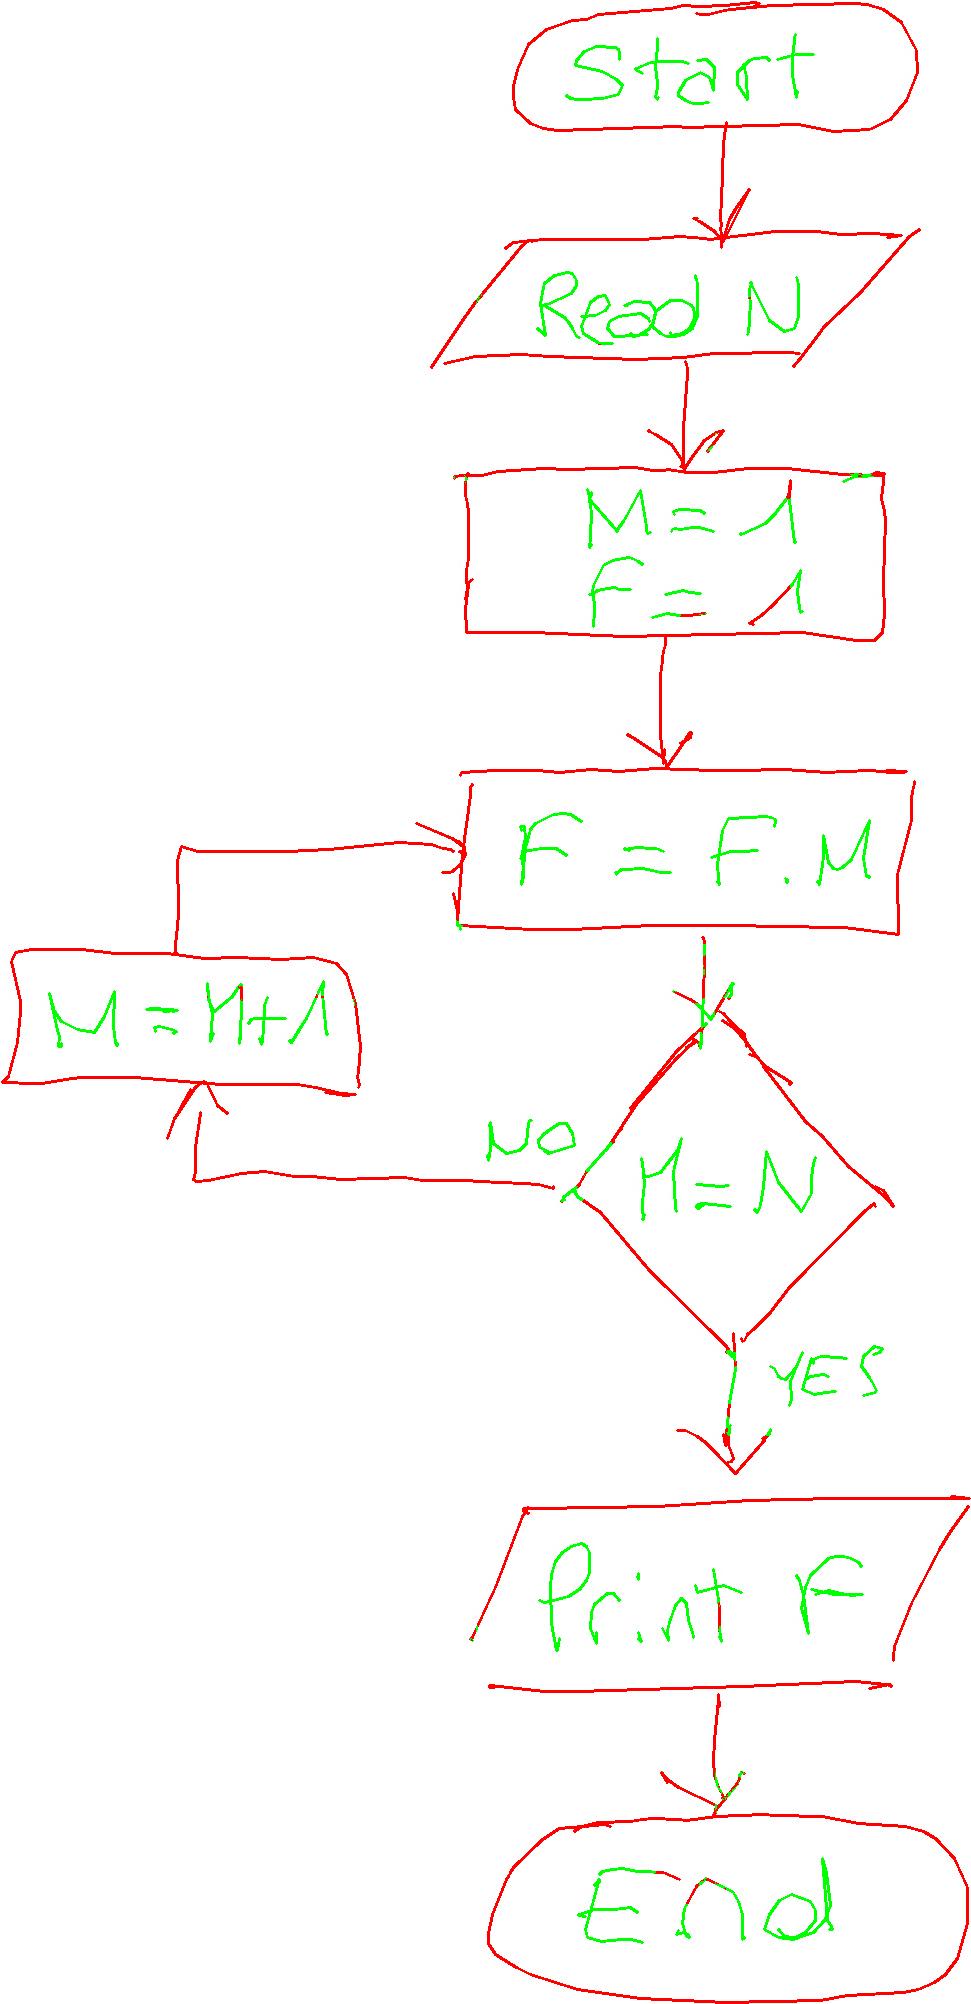 Start
Read N
M = 1
F = 1
F = F . M
M = M+1
NO
M = N
YES
Print F
End